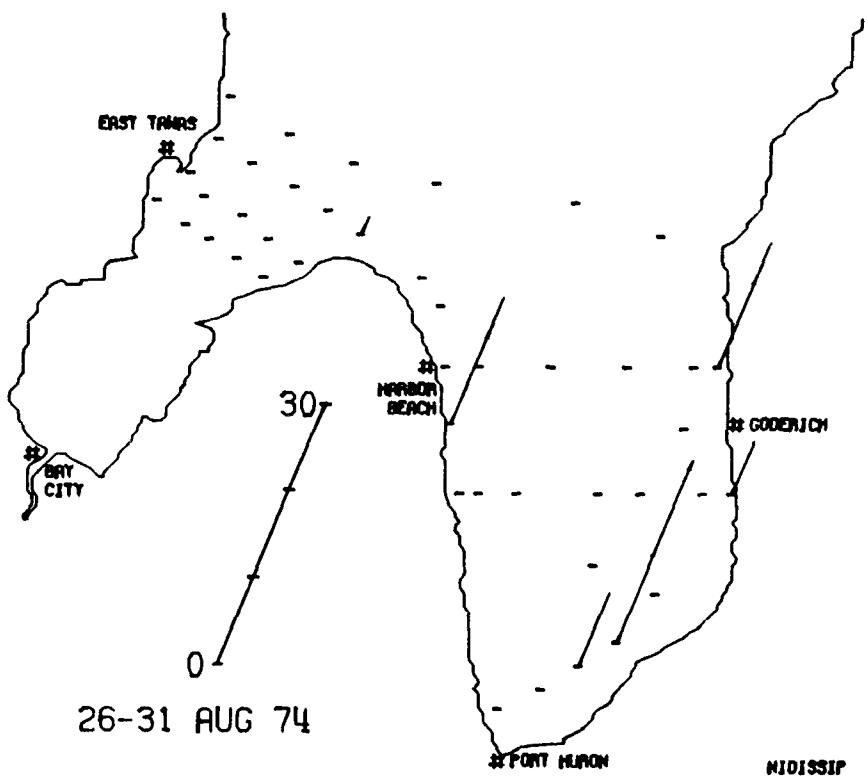 EAST TAWAS
#
#
HARBOR
BEACH
30
# GODERICH
#
BAY
CITY
0
26-31 AUG 74
# PORT HURON
NIDISSIP